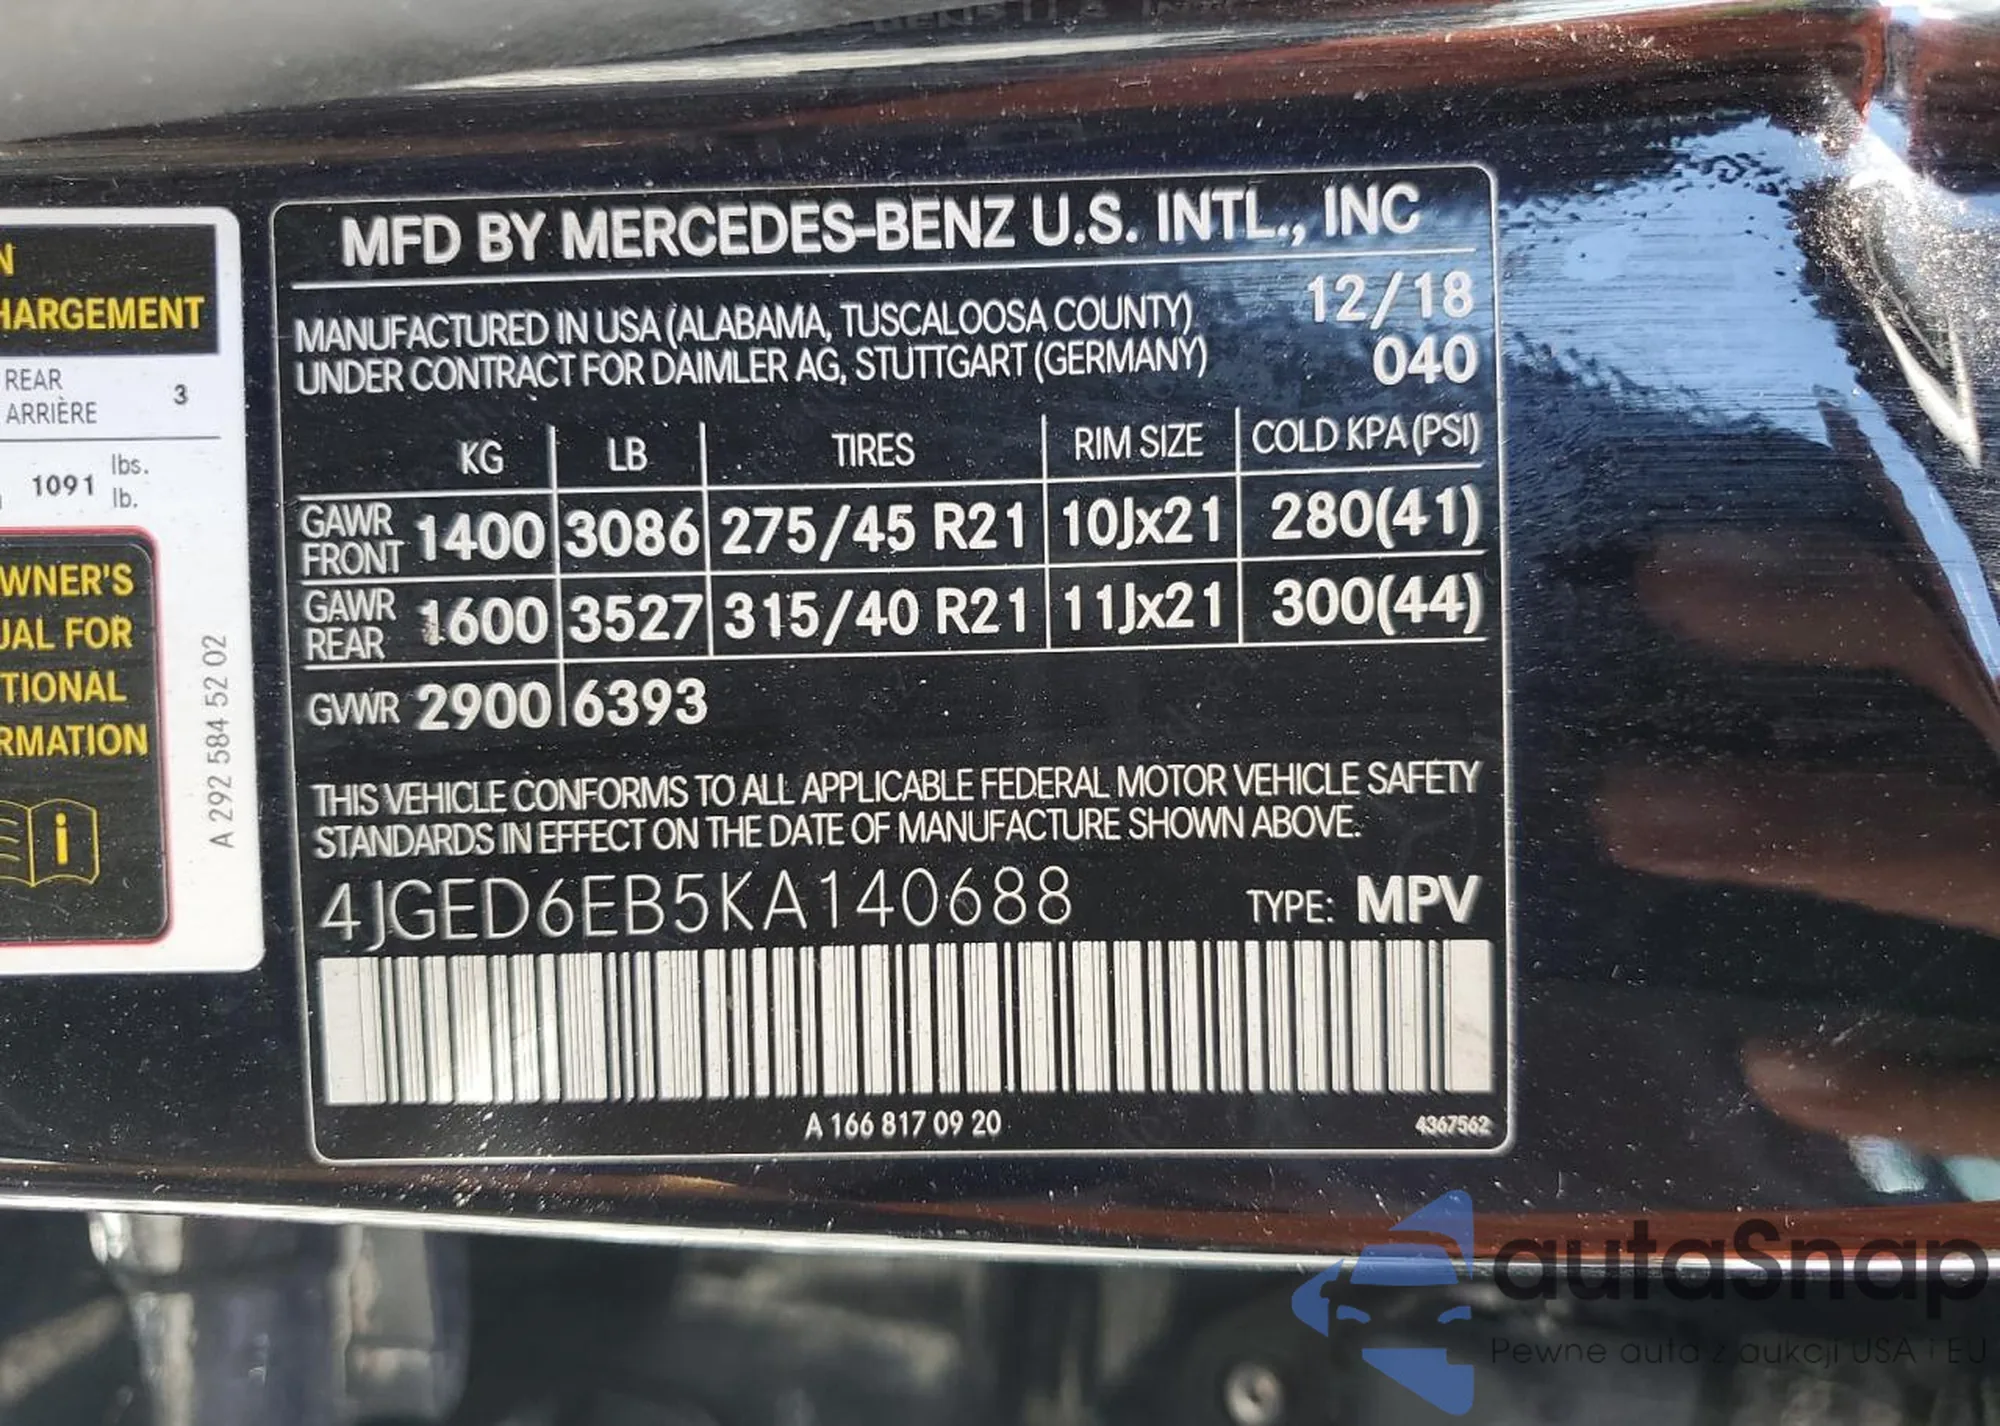 N
HARGEMENT
REAR
ARRIÈRE
3
1091 lbs.
lb.
WNER'S
UAL FOR
TIONAL
RMATION
i
A 292 584 52 02
MFD BY MERCEDES-BENZ U.S. INTL., INC
MANUFACTURED IN USA (ALABAMA, TUSCALOOSA COUNTY) 12/18
UNDER CONTRACT FOR DAIMLER AG, STUTTGART (GERMANY) 040
KG LB TIRES RIM SIZE COLD KPA (PSI)
GAWR FRONT 1400 3086 275/45 R21 10Jx21 280(41)
GAWR REAR 1600 3527 315/40 R21 11Jx21 300(44)
GVWR 2900 6393
THIS VEHICLE CONFORMS TO ALL APPLICABLE FEDERAL MOTOR VEHICLE SAFETY
STANDARDS IN EFFECT ON THE DATE OF MANUFACTURE SHOWN ABOVE.
4JGED6EB5KA140688 TYPE: MPV
A 166 817 09 20 4367562
autaSnap
Pewne auta z aukcji USA i EU